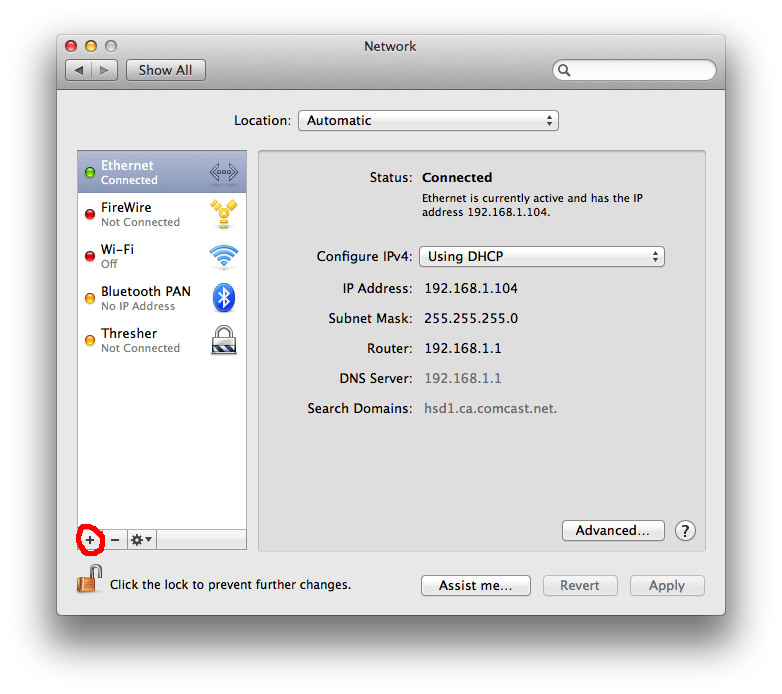 Network
Show All
Location: Automatic
Ethernet
Connected
FireWire
Not Connected
Wi-Fi
Off
Bluetooth PAN
No IP Address
Thresher
Not Connected
Status: Connected
Ethernet is currently active and has the IP
address 192.168.1.104.
Configure IPv4: Using DHCP
IP Address: 192.168.1.104
Subnet Mask: 255.255.255.0
Router: 192.168.1.1
DNS Server: 192.168.1.1
Search Domains: hsd1.ca.comcast.net.
+ −
Advanced... ?
Click the lock to prevent further changes.
Assist me... Revert Apply